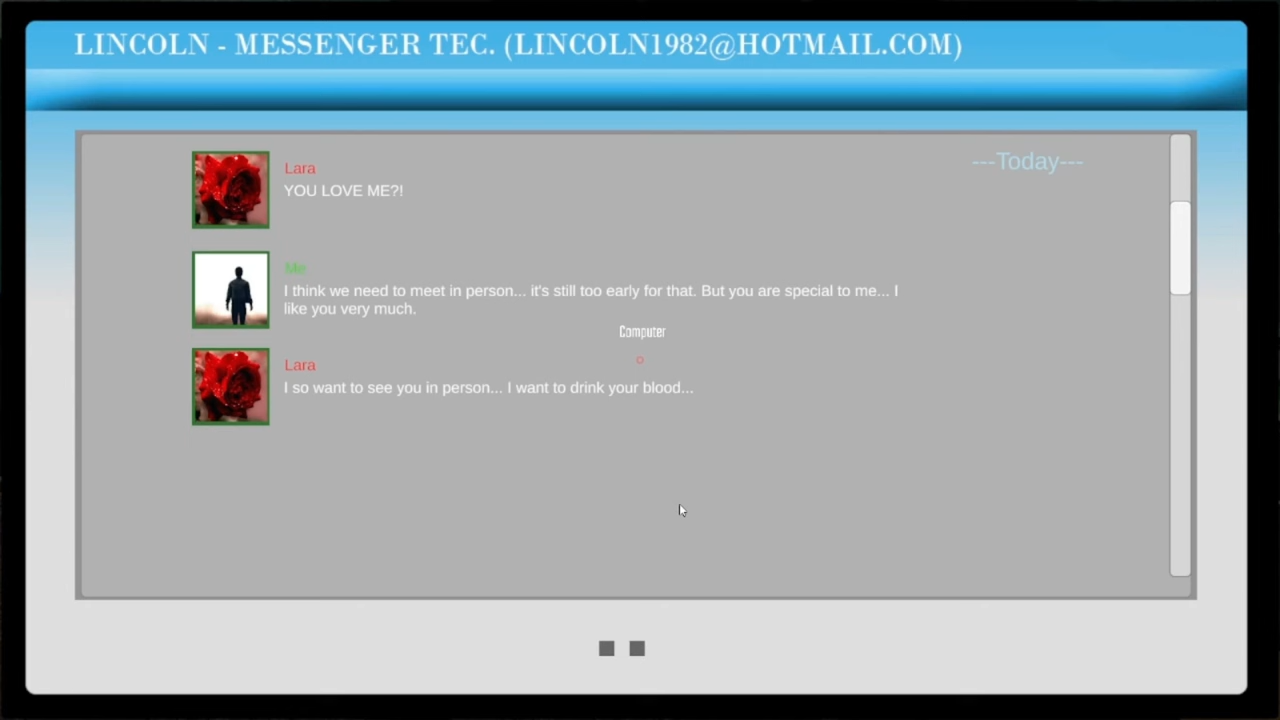 LINCOLN - MESSENGER TEC. (LINCOLN1982@HOTMAIL.COM)
---Today---
Lara
YOU LOVE ME?!
Me
I think we need to meet in person... it's still too early for that. But you are special to me... I
like you very much.
Computer
Lara
I so want to see you in person... I want to drink your blood...